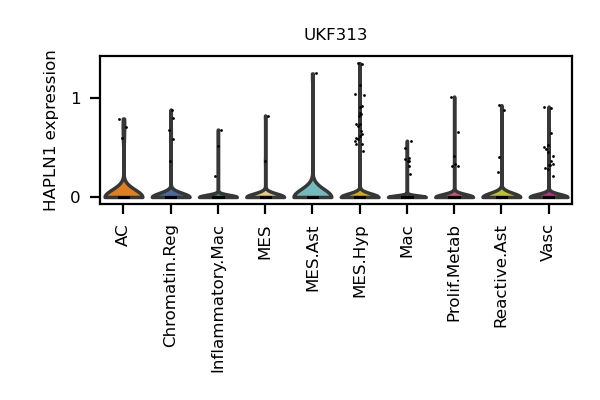 UKF313
HAPLN1 expression
1
0
AC
Chromatin.Reg
Inflammatory.Mac
MES
MES.Ast
MES.Hyp
Mac
Prolif.Metab
Reactive.Ast
Vasc